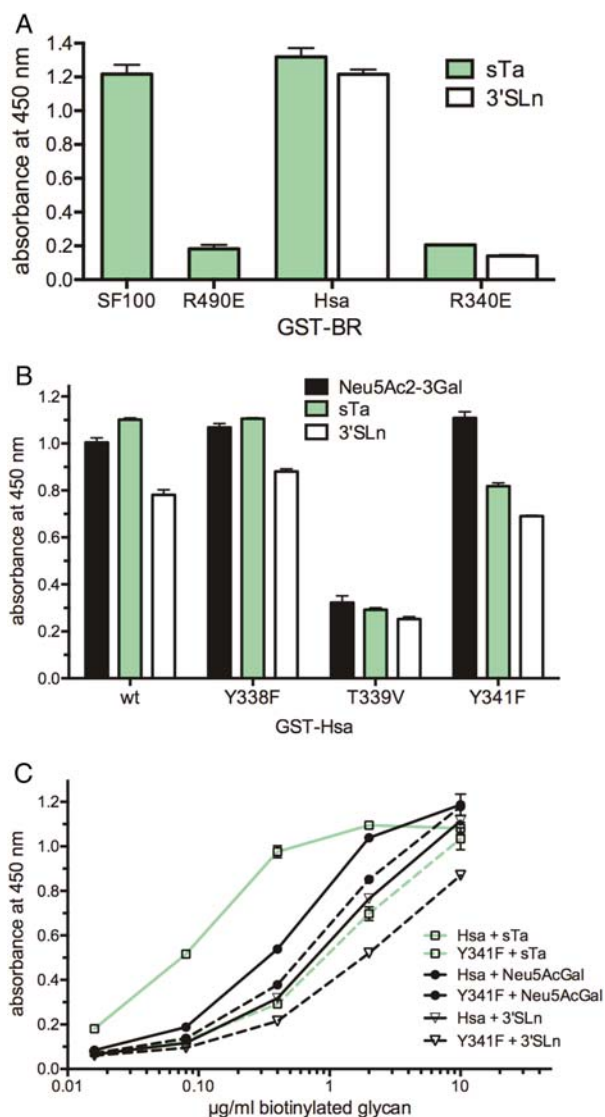 A
absorbance at 450 nm
1.4
1.2
1.0
0.8
0.6
0.4
0.2
0.0
sTa
3'SLn
SF100 R490E Hsa R340E
GST-BR
B
absorbance at 450 nm
1.2
1.0
0.8
0.6
0.4
0.2
0.0
Neu5Ac2-3Gal
sTa
3'SLn
wt Y338F T339V Y341F
GST-Hsa
C
absorbance at 450 nm
1.2
1.0
0.8
0.6
0.4
0.2
0.0
Hsa + sTa
Y341F + sTa
Hsa + Neu5AcGal
Y341F + Neu5AcGal
Hsa + 3'SLn
Y341F + 3'SLn
0.01 0.10 1 10
µg/ml biotinylated glycan